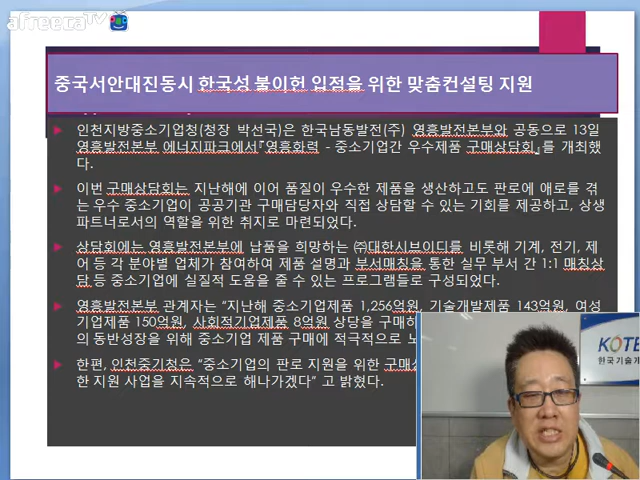 afreecaTV
중국서안대진동시 한국성 불이헌 입점을 위한 맞춤컨설팅 지원
인천지방중소기업청(청장 박선국)은 한국남동발전(주) 영흥발전본부와 공동으로 13일
영흥발전본부 에너지파크에서『영흥화력 - 중소기업간 우수제품 구매상담회』를 개최했
다.
이번 구매상담회는 지난해에 이어 품질이 우수한 제품을 생산하고도 판로에 애로를 겪
는 우수 중소기업이 공공기관 구매담당자와 직접 상담할 수 있는 기회를 제공하고, 상생
파트너로서의 역할을 위한 취지로 마련되었다.
상담회에는 영흥발전본부에 납품을 희망하는 ㈜대한시브이디를 비롯해 기계, 전기, 제
어 등 각 분야별 업체가 참여하여 제품 설명과 부서매칭을 통한 실무 부서 간 1:1 매칭상
담 등 중소기업에 실질적 도움을 줄 수 있는 프로그램들로 구성되었다.
영흥발전본부 관계자는 “지난해 중소기업제품 1,256억원, 기술개발제품 143억원, 여성
기업제품 150억원, 사회적기업제품 8억원 상당을 구매하
의 동반성장을 위해 중소기업 제품 구매에 적극적으로 노
한편, 인천중기청은 “중소기업의 판로 지원을 위한 구매상
한 지원 사업을 지속적으로 해나가겠다” 고 밝혔다.
한국기술개